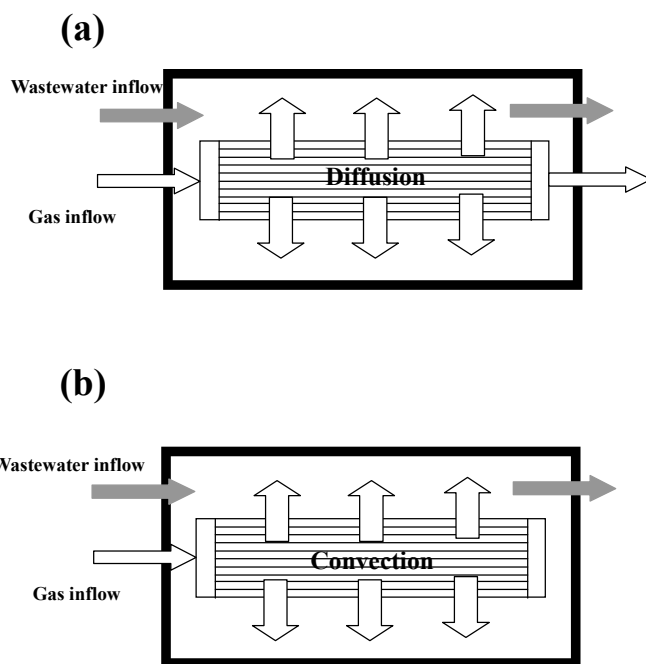 (a)
Wastewater inflow
Diffusion
Gas inflow
(b)
Wastewater inflow
Convection
Gas inflow